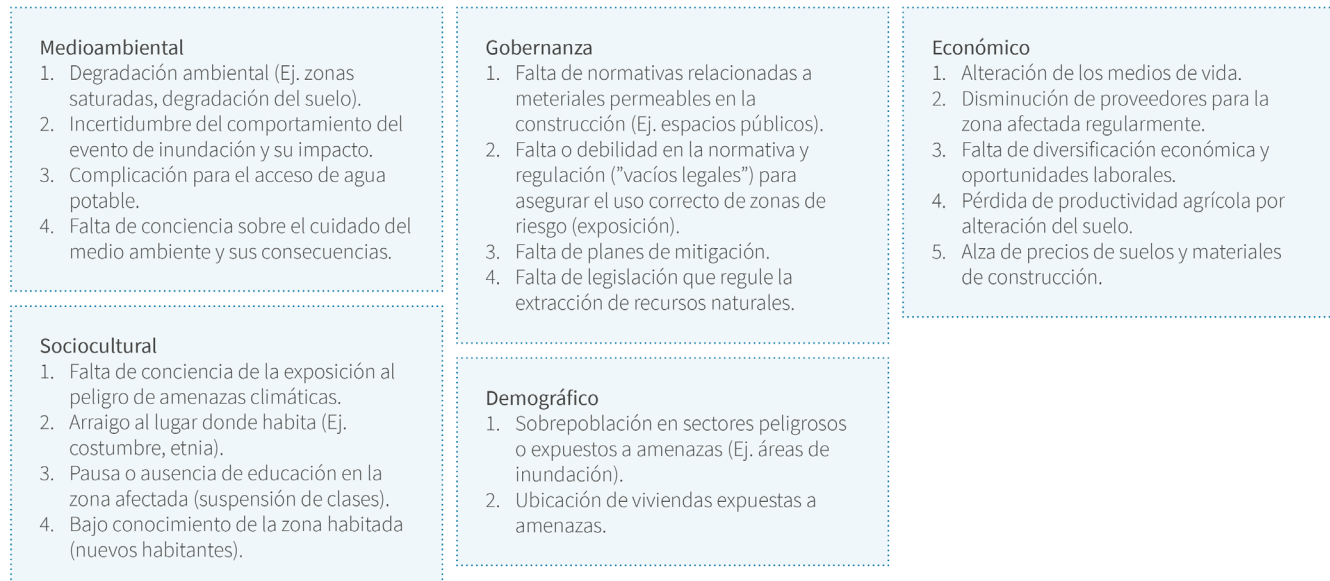 Medioambiental
1. Degradación ambiental (Ej. zonas
saturadas, degradación del suelo).
2. Incertidumbre del comportamiento del
evento de inundación y su impacto.
3. Complicación para el acceso de agua
potable.
4. Falta de conciencia sobre el cuidado del
medio ambiente y sus consecuencias.
Sociocultural
1. Falta de conciencia de la exposición al
peligro de amenazas climáticas.
2. Arraigo al lugar donde habita (Ej.
costumbre, etnia).
3. Pausa o ausencia de educación en la
zona afectada (suspensión de clases).
4. Bajo conocimiento de la zona habitada
(nuevos habitantes).
Gobernanza
1. Falta de normativas relacionadas a
meteriales permeables en la
construcción (Ej. espacios públicos).
2. Falta o debilidad en la normativa y
regulación (”vacíos legales”) para
asegurar el uso correcto de zonas de
riesgo (exposición).
3. Falta de planes de mitigación.
4. Falta de legislación que regule la
extracción de recursos naturales.
Demográfico
1. Sobrepoblación en sectores peligrosos
o expuestos a amenazas (Ej. áreas de
inundación).
2. Ubicación de viviendas expuestas a
amenazas.
Económico
1. Alteración de los medios de vida.
2. Disminución de proveedores para la
zona afectada regularmente.
3. Falta de diversificación económica y
oportunidades laborales.
4. Pérdida de productividad agrícola por
alteración del suelo.
5. Alza de precios de suelos y materiales
de construcción.